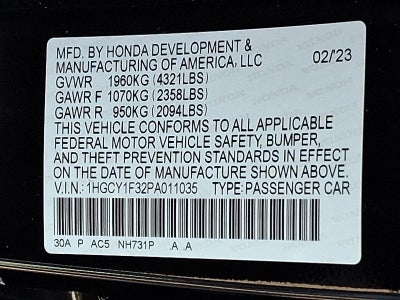 MFD. BY HONDA DEVELOPMENT &
MANUFACTURING OF AMERICA, LLC 02/'23
GVWR 1960KG (4321LBS)
GAWR F 1070KG (2358LBS)
GAWR R 950KG (2094LBS)
THIS VEHICLE CONFORMS TO ALL APPLICABLE
FEDERAL MOTOR VEHICLE SAFETY, BUMPER,
AND THEFT PREVENTION STANDARDS IN EFFECT
ON THE DATE OF MANUFACTURE SHOWN ABOVE.
V.I.N.: 1HGCY1F32PA011035 TYPE: PASSENGER CAR
30A P AC5 NH731P .A .A